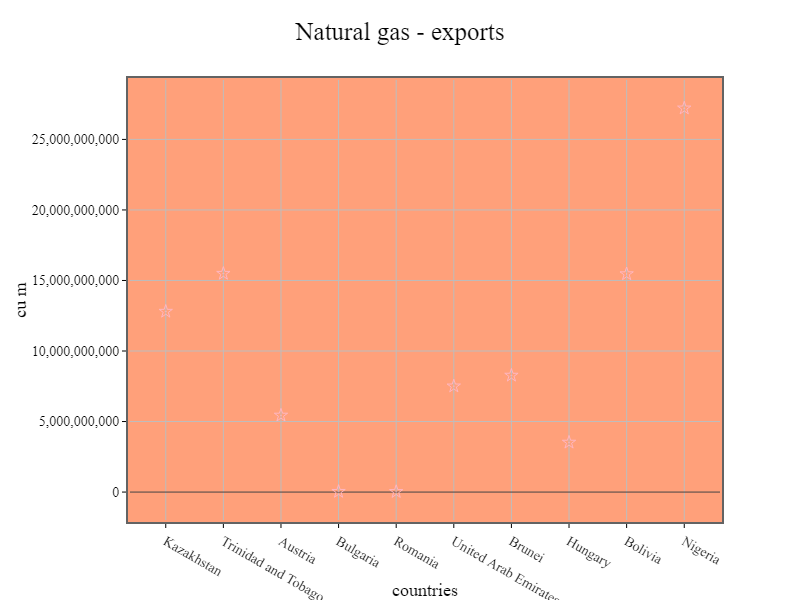 Natural gas - exports
25,000,000,000
20,000,000,000
15,000,000,000
10,000,000,000
5,000,000,000
0
cu m
Kazakhstan
Trinidad and Tobago
Austria
Bulgaria
Romania
United Arab Emirates
Brunei
Hungary
Bolivia
Nigeria
countries